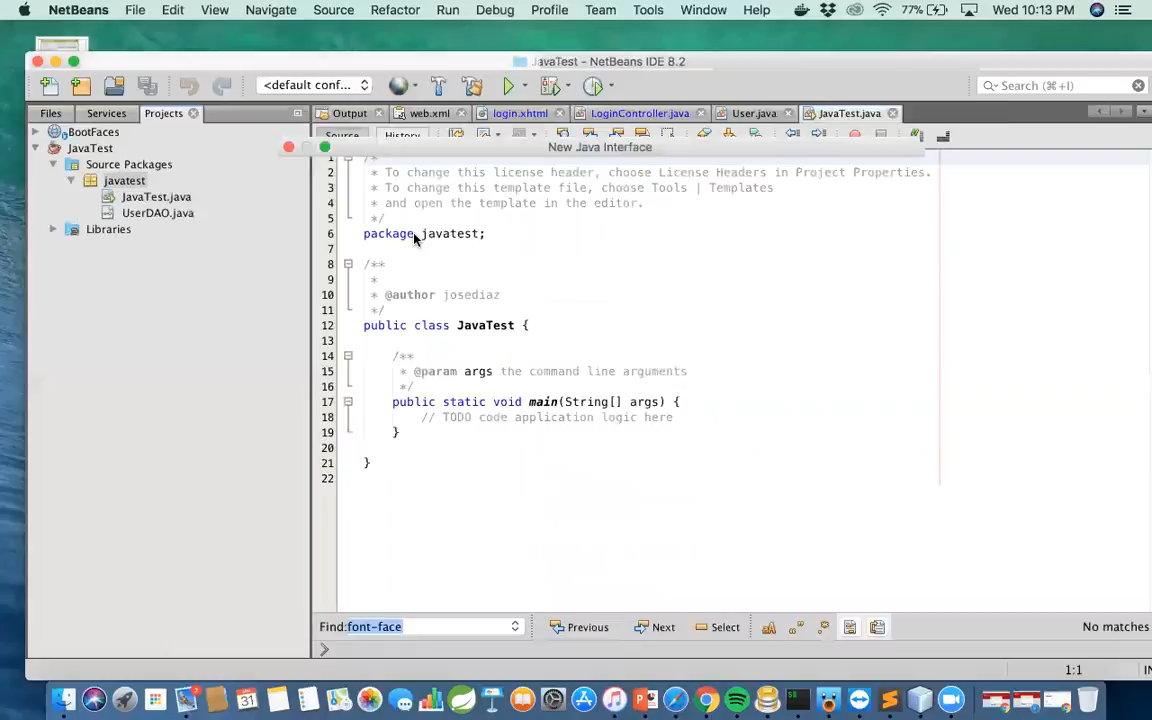 NetBeans File Edit View Navigate Source Refactor Run Debug Profile Team Tools Window Help 77% Wed 10:13 PM
JavaTest - NetBeans IDE 8.2
<default conf... Search (⌘+I)
Files Services Projects Output web.xml login.xhtml LoginController.java User.java JavaTest.java
Source History
New Java Interface
BootFaces
JavaTest
Source Packages
javatest
JavaTest.java
UserDAO.java
Libraries
1 /*
2 * To change this license header, choose License Headers in Project Properties.
3 * To change this template file, choose Tools | Templates
4 * and open the template in the editor.
5 */
6 package javatest;
7
8 /**
9 *
10 * @author josediaz
11 */
12 public class JavaTest {
13
14 /**
15 * @param args the command line arguments
16 */
17 public static void main(String[] args) {
18 // TODO code application logic here
19 }
20
21 }
22
Find: font-face Previous Next Select No matches
1:1 IN
JAN 31